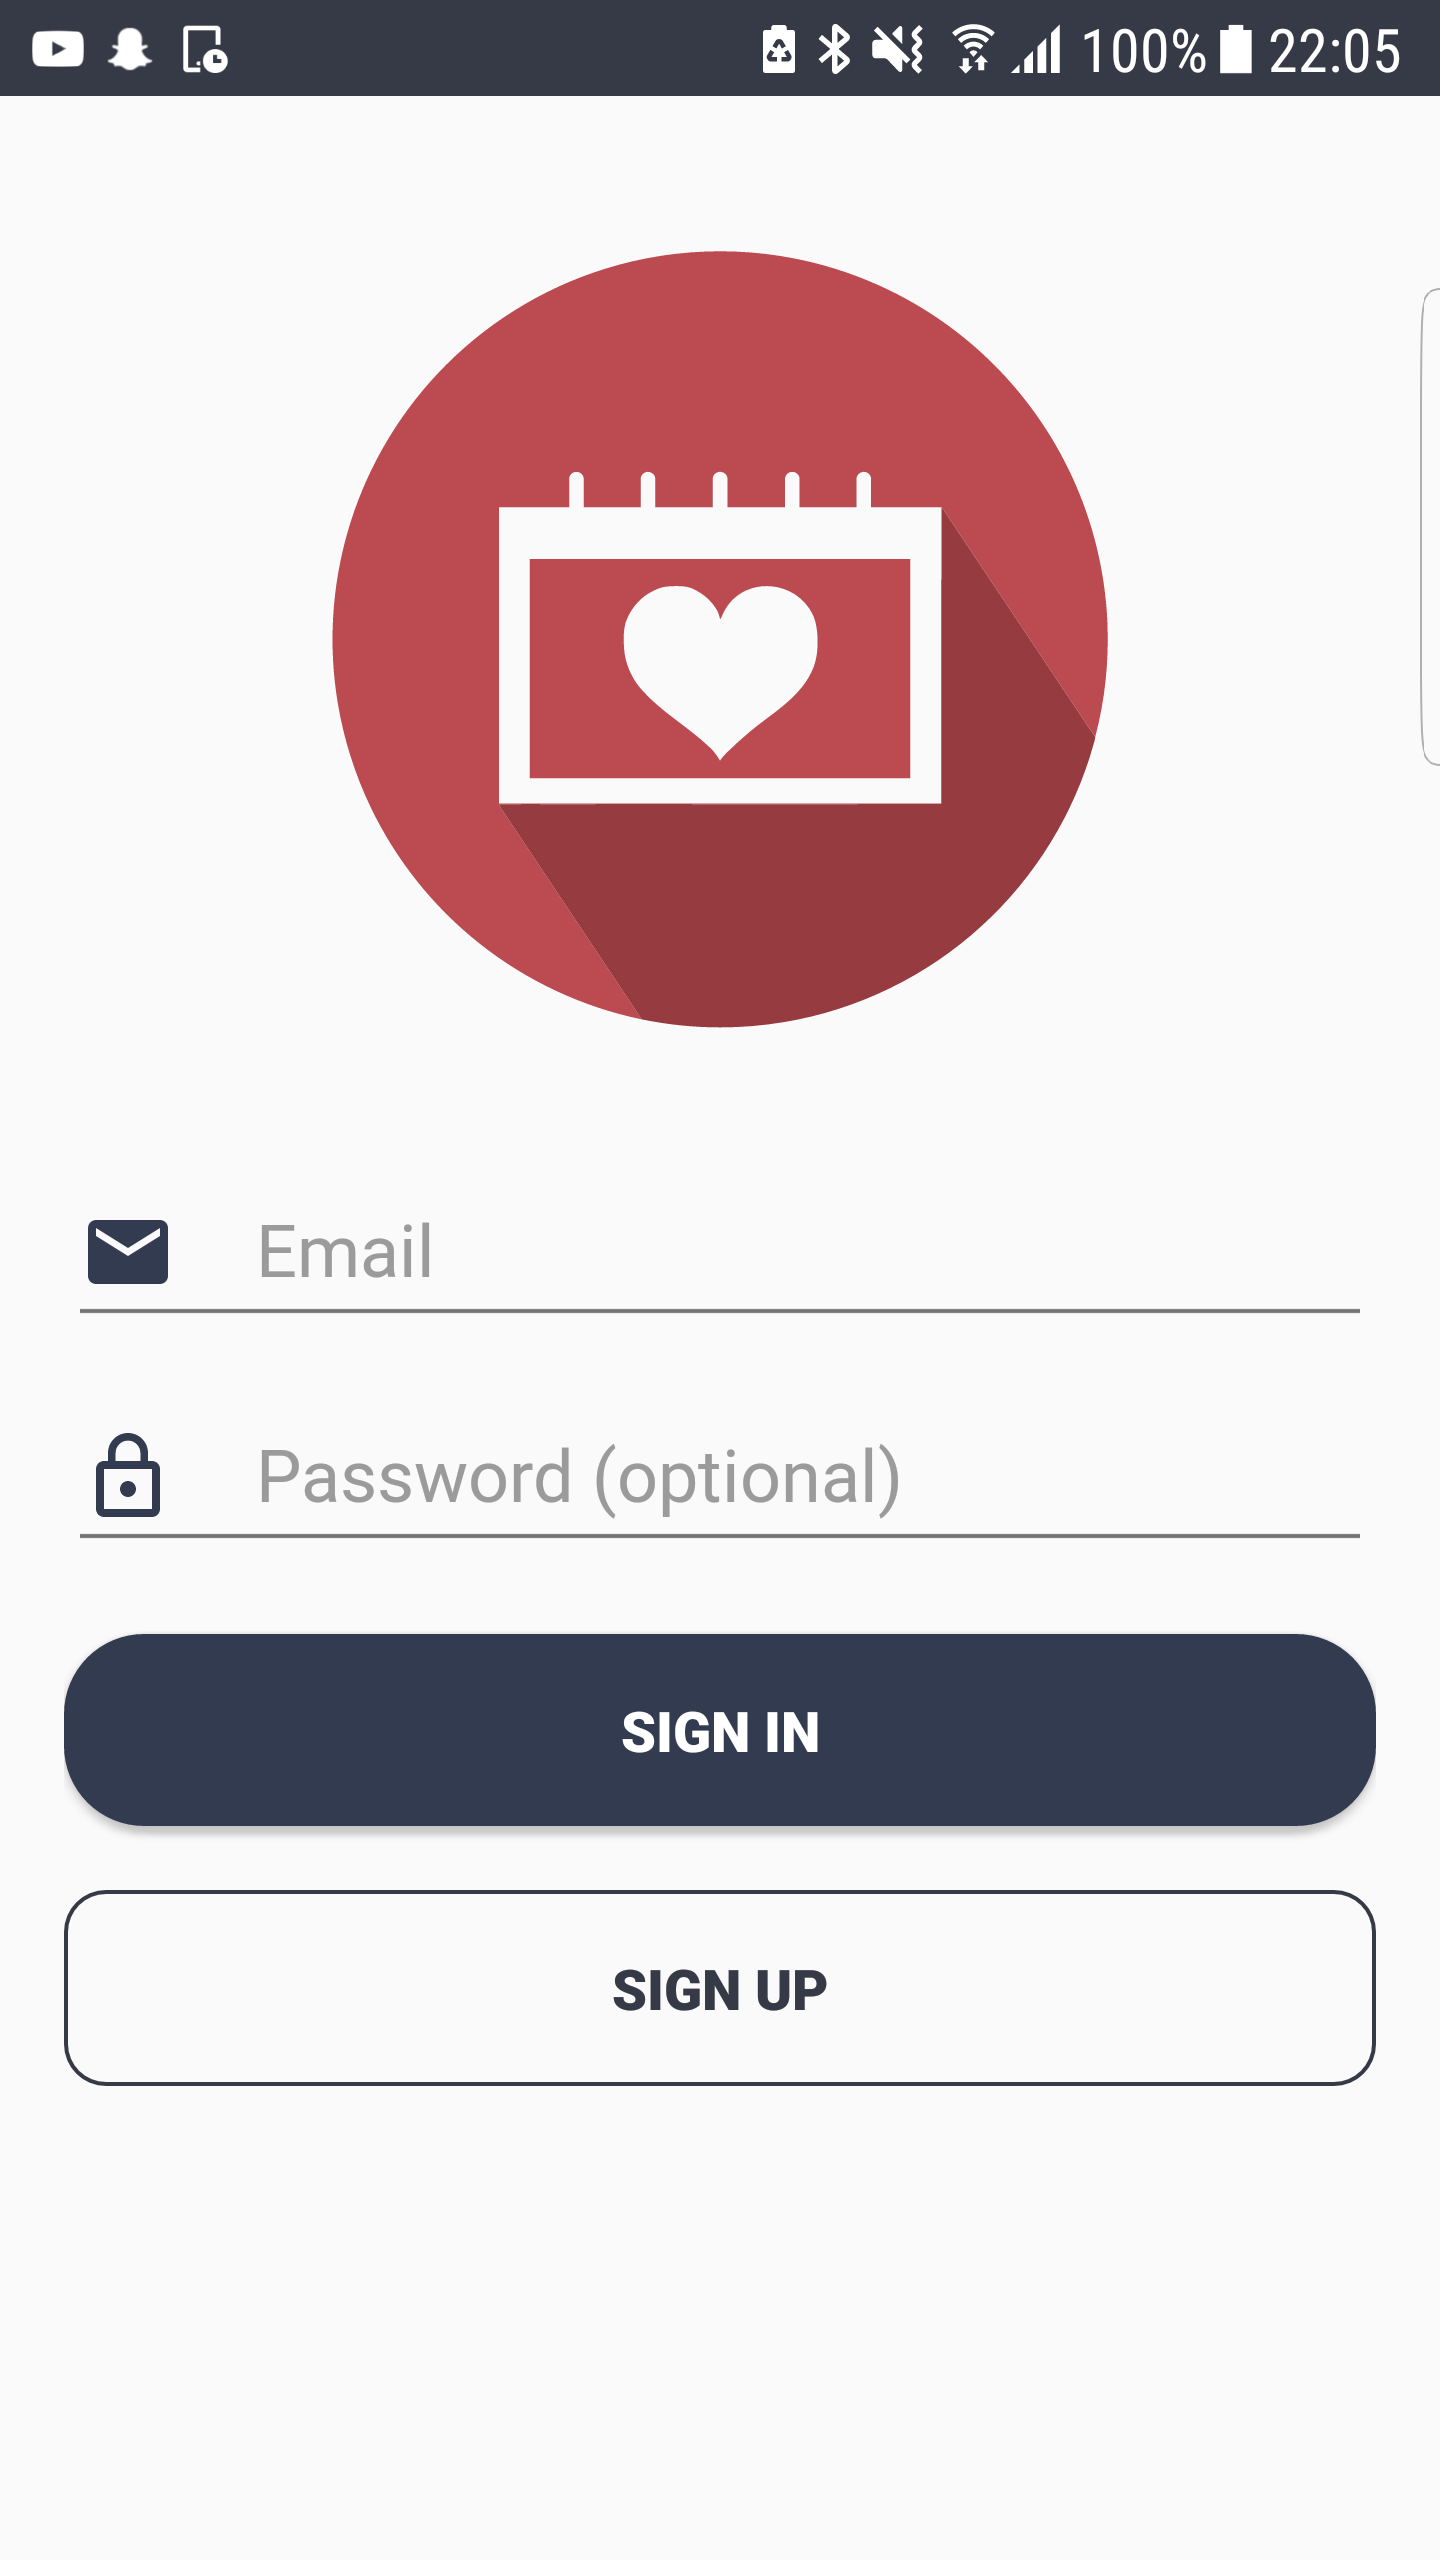 100% 22:05
Email
Password (optional)
SIGN IN
SIGN UP